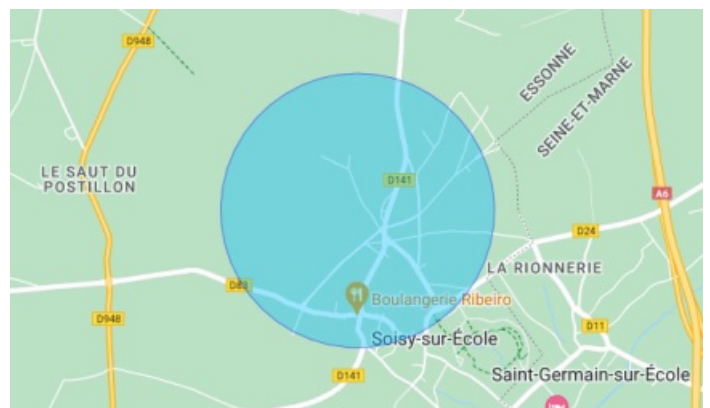 D948
ESSONNE
SEINE-ET-MARNE
LE SAUT DU
POSTILLON
D141
A6
D24
LA RIONNERIE
D83
Boulangerie Ribeiro
D948
D11
Soisy-sur-École
D141
Saint-Germain-sur-École